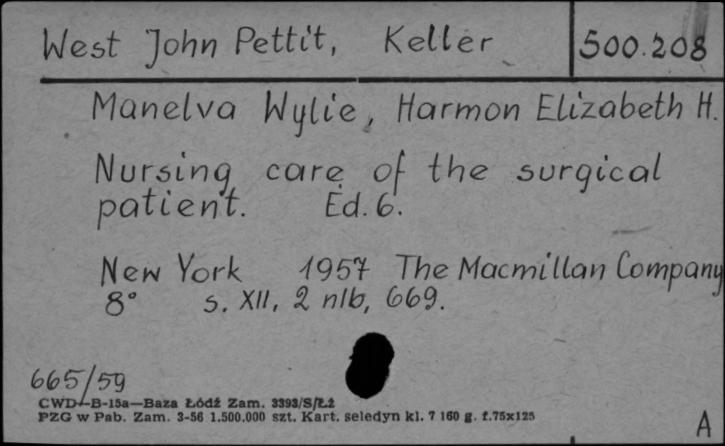 West John Pettit, Keller 500.208
Manelva Wylie, Harmon Elizabeth H.
Nursing care of the surgical
patient. Ed. 6.
New York 1957 The Macmillan Company
8° s. XII, 2 nlb, 669.
665/59
CWD—B-15a—Baza Łódź Zam. 3393/S/Łż
PZG w Pab. Zam. 3-56 1.500.000 szt. Kart. seledyn kl. 7 160 g. f.75x125
A